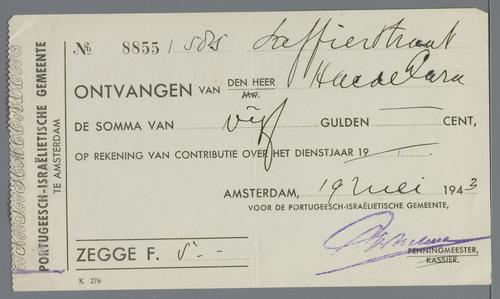 № 8855 / 585 Saffierstraat
ONTVANGEN VAN DEN HEER
Mw.
DE SOMMA VAN vijf GULDEN — CENT,
OP REKENING VAN CONTRIBUTIE OVER HET DIENSTJAAR 19
AMSTERDAM, 19 Mei 1943
VOOR DE PORTUGEESCH-ISRAËLIETISCHE GEMEENTE,
PENNINGMEESTER,
KASSIER.
ZEGGE F. 5.-
K 276
PORTUGEESCH-ISRAËLIETISCHE GEMEENTE
TE AMSTERDAM